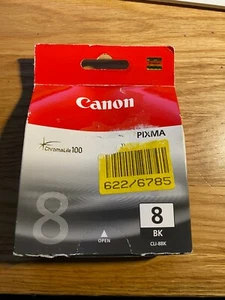 Canon
ChromaLife100
PIXMA
622/6785
8
8
BK
OPEN
CLI-8BK